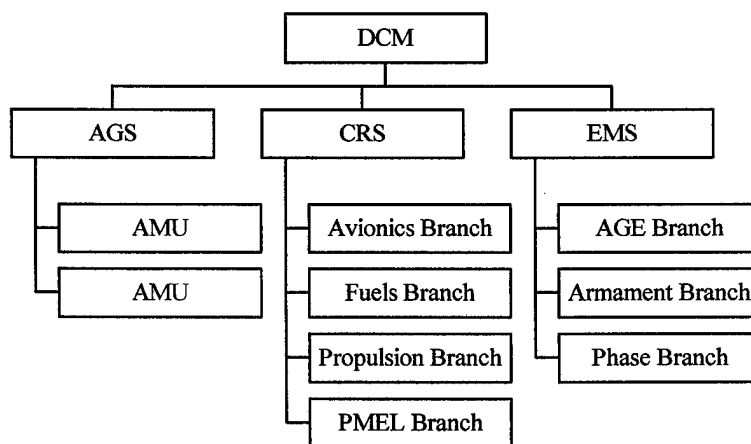 DCM
AGS
CRS
EMS
AMU
Avionics Branch
AGE Branch
AMU
Fuels Branch
Armament Branch
Propulsion Branch
Phase Branch
PMEL Branch